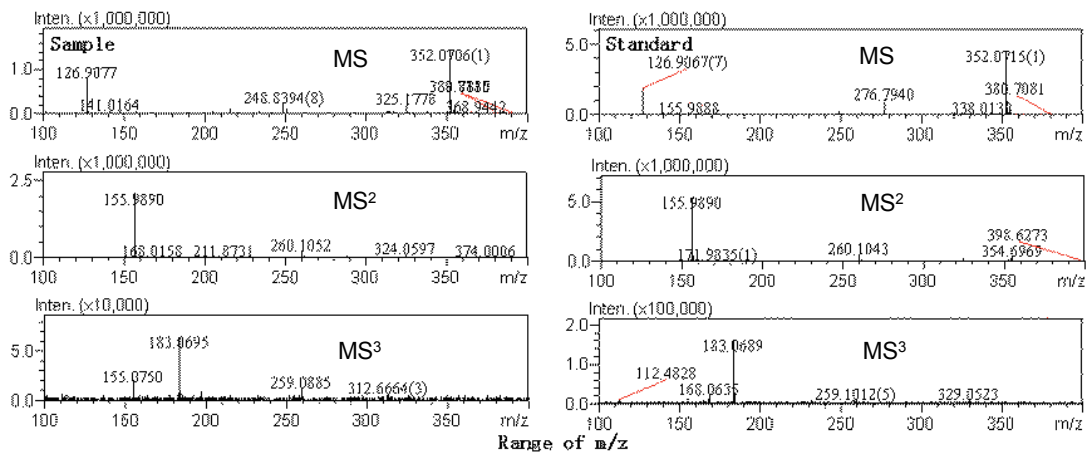 Inten. (x1,000,000)
Sample
MS
1.0
0.0
126.9077
141.0164
248.8394(8)
325.1778
352.0706(1)
368.9442
100 150 200 250 300 350 m/z
Inten. (x1,000,000)
Standard
MS
5.0
0.0
126.9067(7)
155.9888
276.7940
338.0130
352.0715(1)
380.7081
100 150 200 250 300 350 m/z
Inten. (x1,000,000)
MS²
2.5
0.0
155.9890
168.0158
211.8731
260.1052
324.0597
374.0006
100 150 200 250 300 350 m/z
Inten. (x1,000,000)
MS²
5.0
0.0
155.9890
171.9835(1)
260.1043
398.6273
354.6969
100 150 200 250 300 350 m/z
Inten. (x10,000)
MS³
5.0
0.0
155.0750
183.0695
259.0885
312.6664(3)
100 150 200 250 300 350 m/z
Inten. (x100,000)
MS³
2.0
1.0
0.0
112.4828
168.0635
183.0689
259.1012(5)
329.0523
100 150 200 250 300 350 m/z
Range of m/z